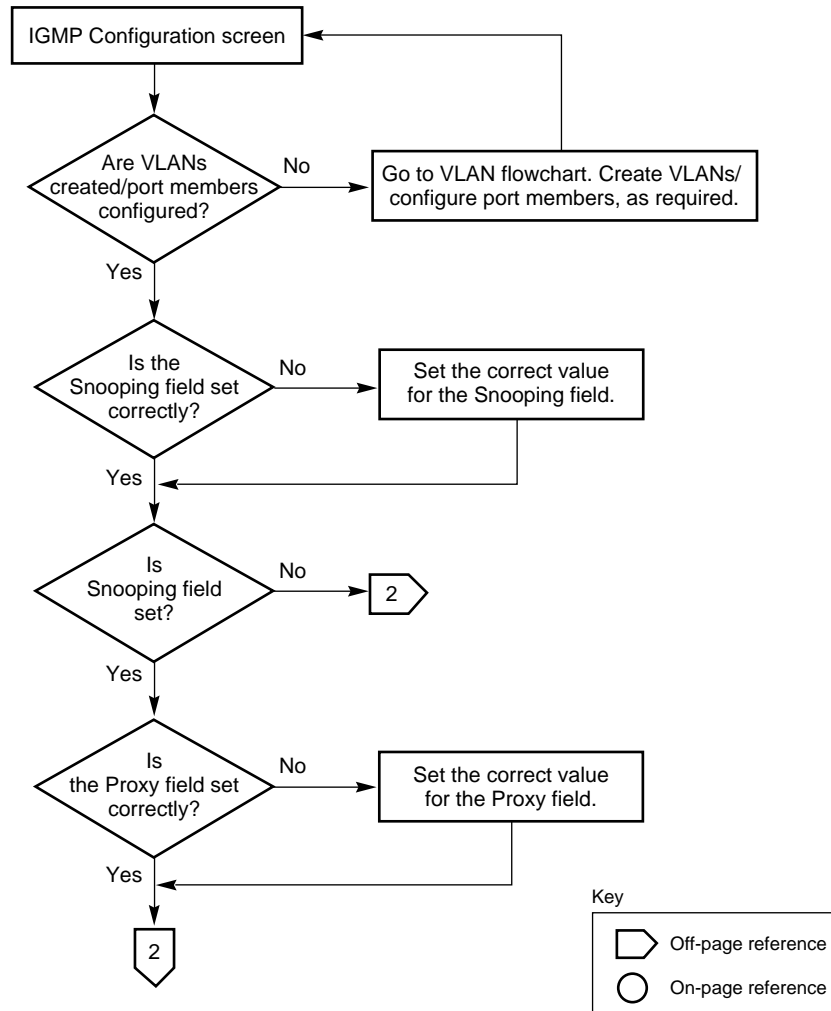 IGMP Configuration screen
Are VLANs
created/port members
configured?
No
Go to VLAN flowchart. Create VLANs/
configure port members, as required.
Yes
Is the
Snooping field set
correctly?
No
Set the correct value
for the Snooping field.
Yes
Is
Snooping field
set?
No
2
Yes
Is
the Proxy field set
correctly?
No
Set the correct value
for the Proxy field.
Yes
2
Key
Off-page reference
On-page reference